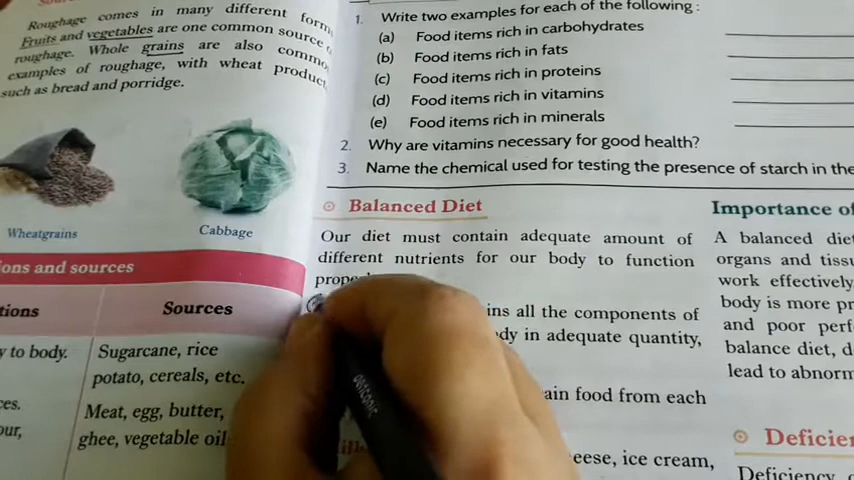 Roughage comes in many different forms.
Fruits and vegetables are one common source of
roughage. Whole grains are also common
examples of roughage, with wheat product
such as bread and porridge.
Wheatgrains
Cabbage
ons and sources
tions
Sources
y to body.
Sugarcane, rice
potato, cereals, etc.
ces.
our,
Meat, egg, butter,
ghee, vegetable oil
1. Write two examples for each of the following :
(a) Food items rich in carbohydrates
(b) Food items rich in fats
(c) Food items rich in proteins
(d) Food items rich in vitamins
(e) Food items rich in minerals
2. Why are vitamins necessary for good health?
3. Name the chemical used for testing the presence of starch in the
Balanced Diet
Our diet must contain adequate amount of
different nutrients for our body to function
ins all the components of
dy in adequate quantity,
ain food from each
eese, ice cream,
Importance of
A balanced diet
organs and tissu
work effectively
body is more pr
and poor perf
balance diet, d
lead to abnorm
Deficien
Deficiency